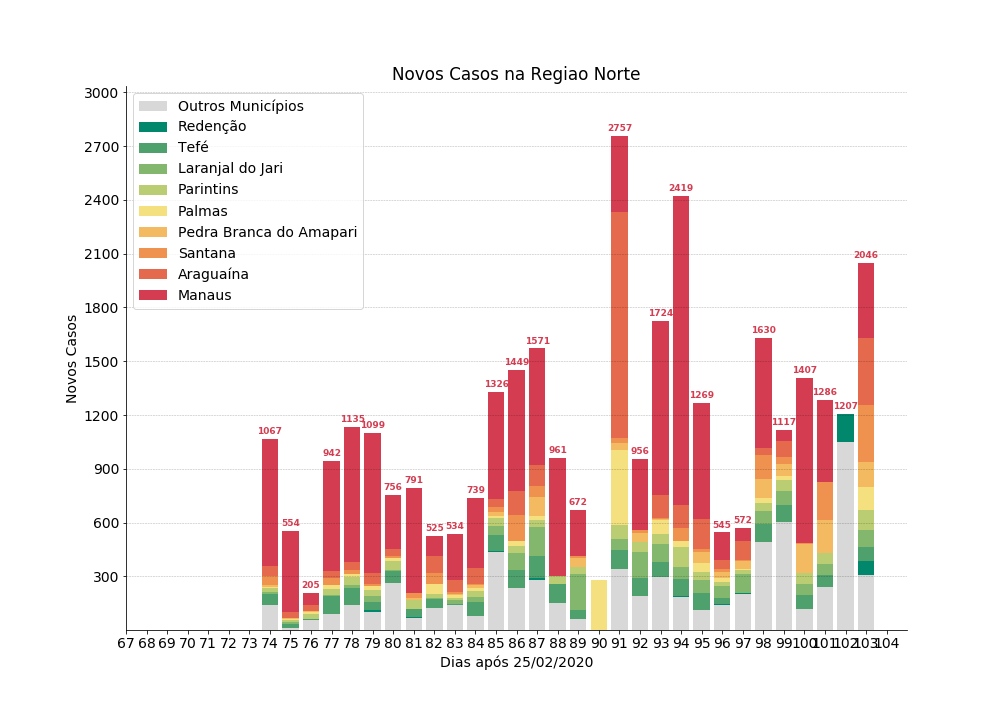 Novos Casos na Regiao Norte
Novos Casos
3000
2700
2400
2100
1800
1500
1200
900
600
300
Outros Municípios
Redenção
Tefé
Laranjal do Jari
Parintins
Palmas
Pedra Branca do Amapari
Santana
Araguaína
Manaus
1067
554
205
942
1135
1099
756
791
525
534
739
1326
1449
1571
961
672
2757
956
1724
2419
1269
545
572
1630
1117
1407
1286
1207
2046
67 68 69 70 71 72 73 74 75 76 77 78 79 80 81 82 83 84 85 86 87 88 89 90 91 92 93 94 95 96 97 98 99 100 101 102 103 104
Dias após 25/02/2020